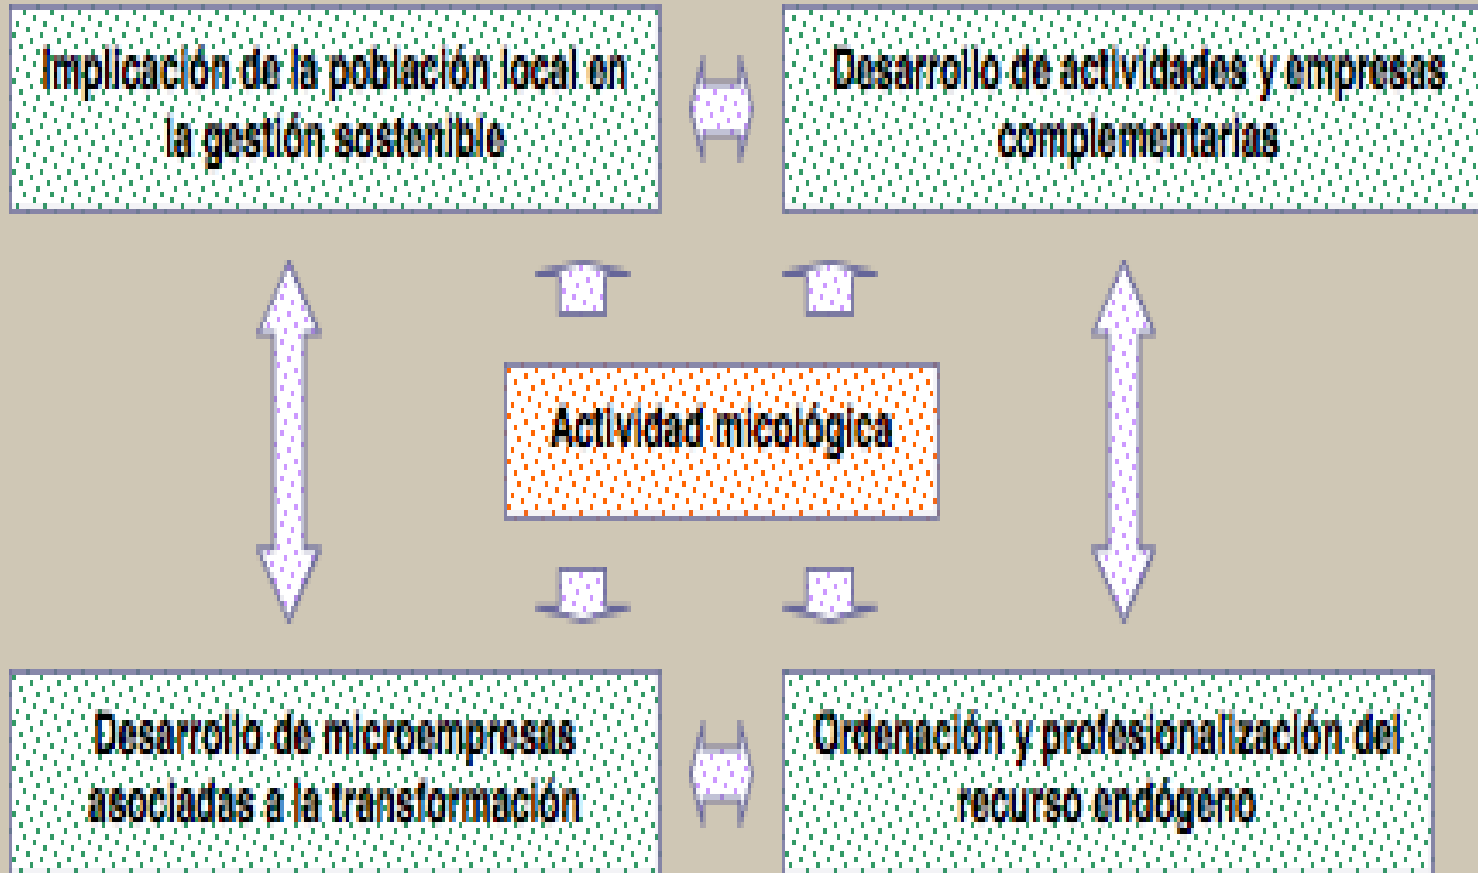 Implicación de la población local en
la gestión sostenible
Desarrollo de actividades y empresas
complementarias
Actividad micológica
Desarrollo de microempresas
asociadas a la transformación
Ordenación y profesionalización del
recurso endógeno